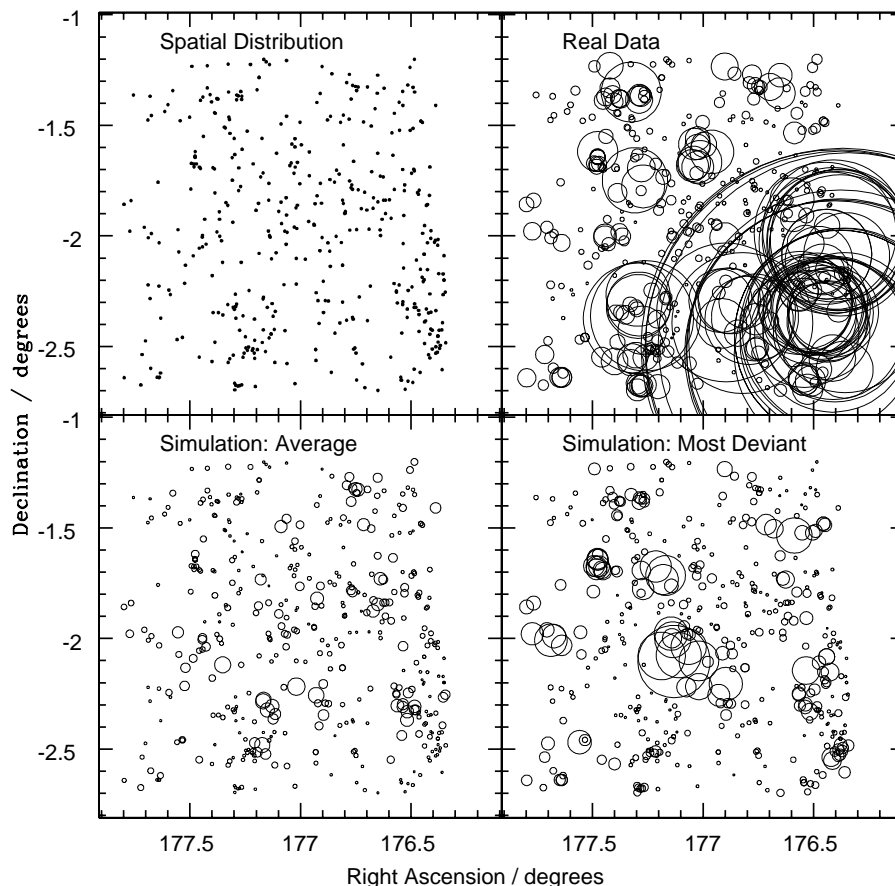 Spatial Distribution
Real Data
-1
-1.5
-2
-2.5
Simulation: Average
Simulation: Most Deviant
-1
-1.5
-2
-2.5
Declination / degrees
177.5
177
176.5
177.5
177
176.5
Right Ascension / degrees